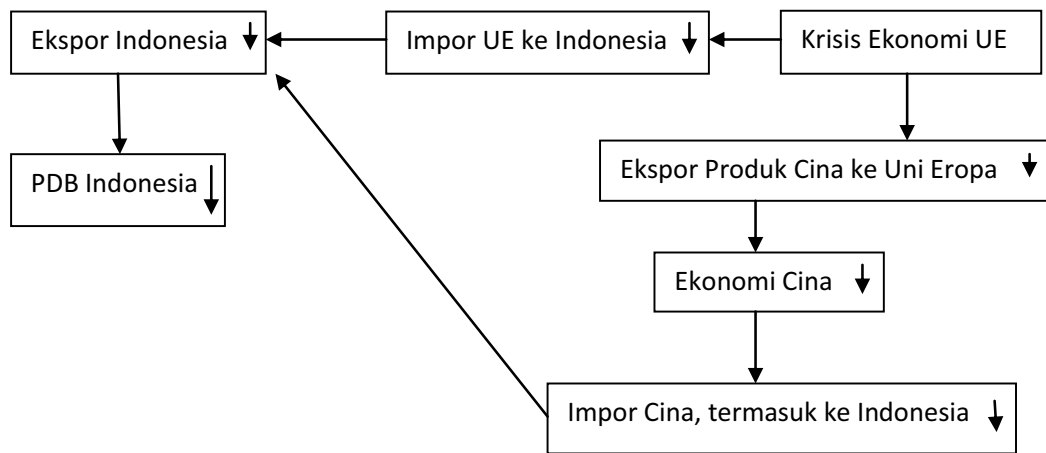 Ekspor Indonesia
Impor UE ke Indonesia
Krisis Ekonomi UE
PDB Indonesia
Ekspor Produk Cina ke Uni Eropa
Ekonomi Cina
Impor Cina, termasuk ke Indonesia